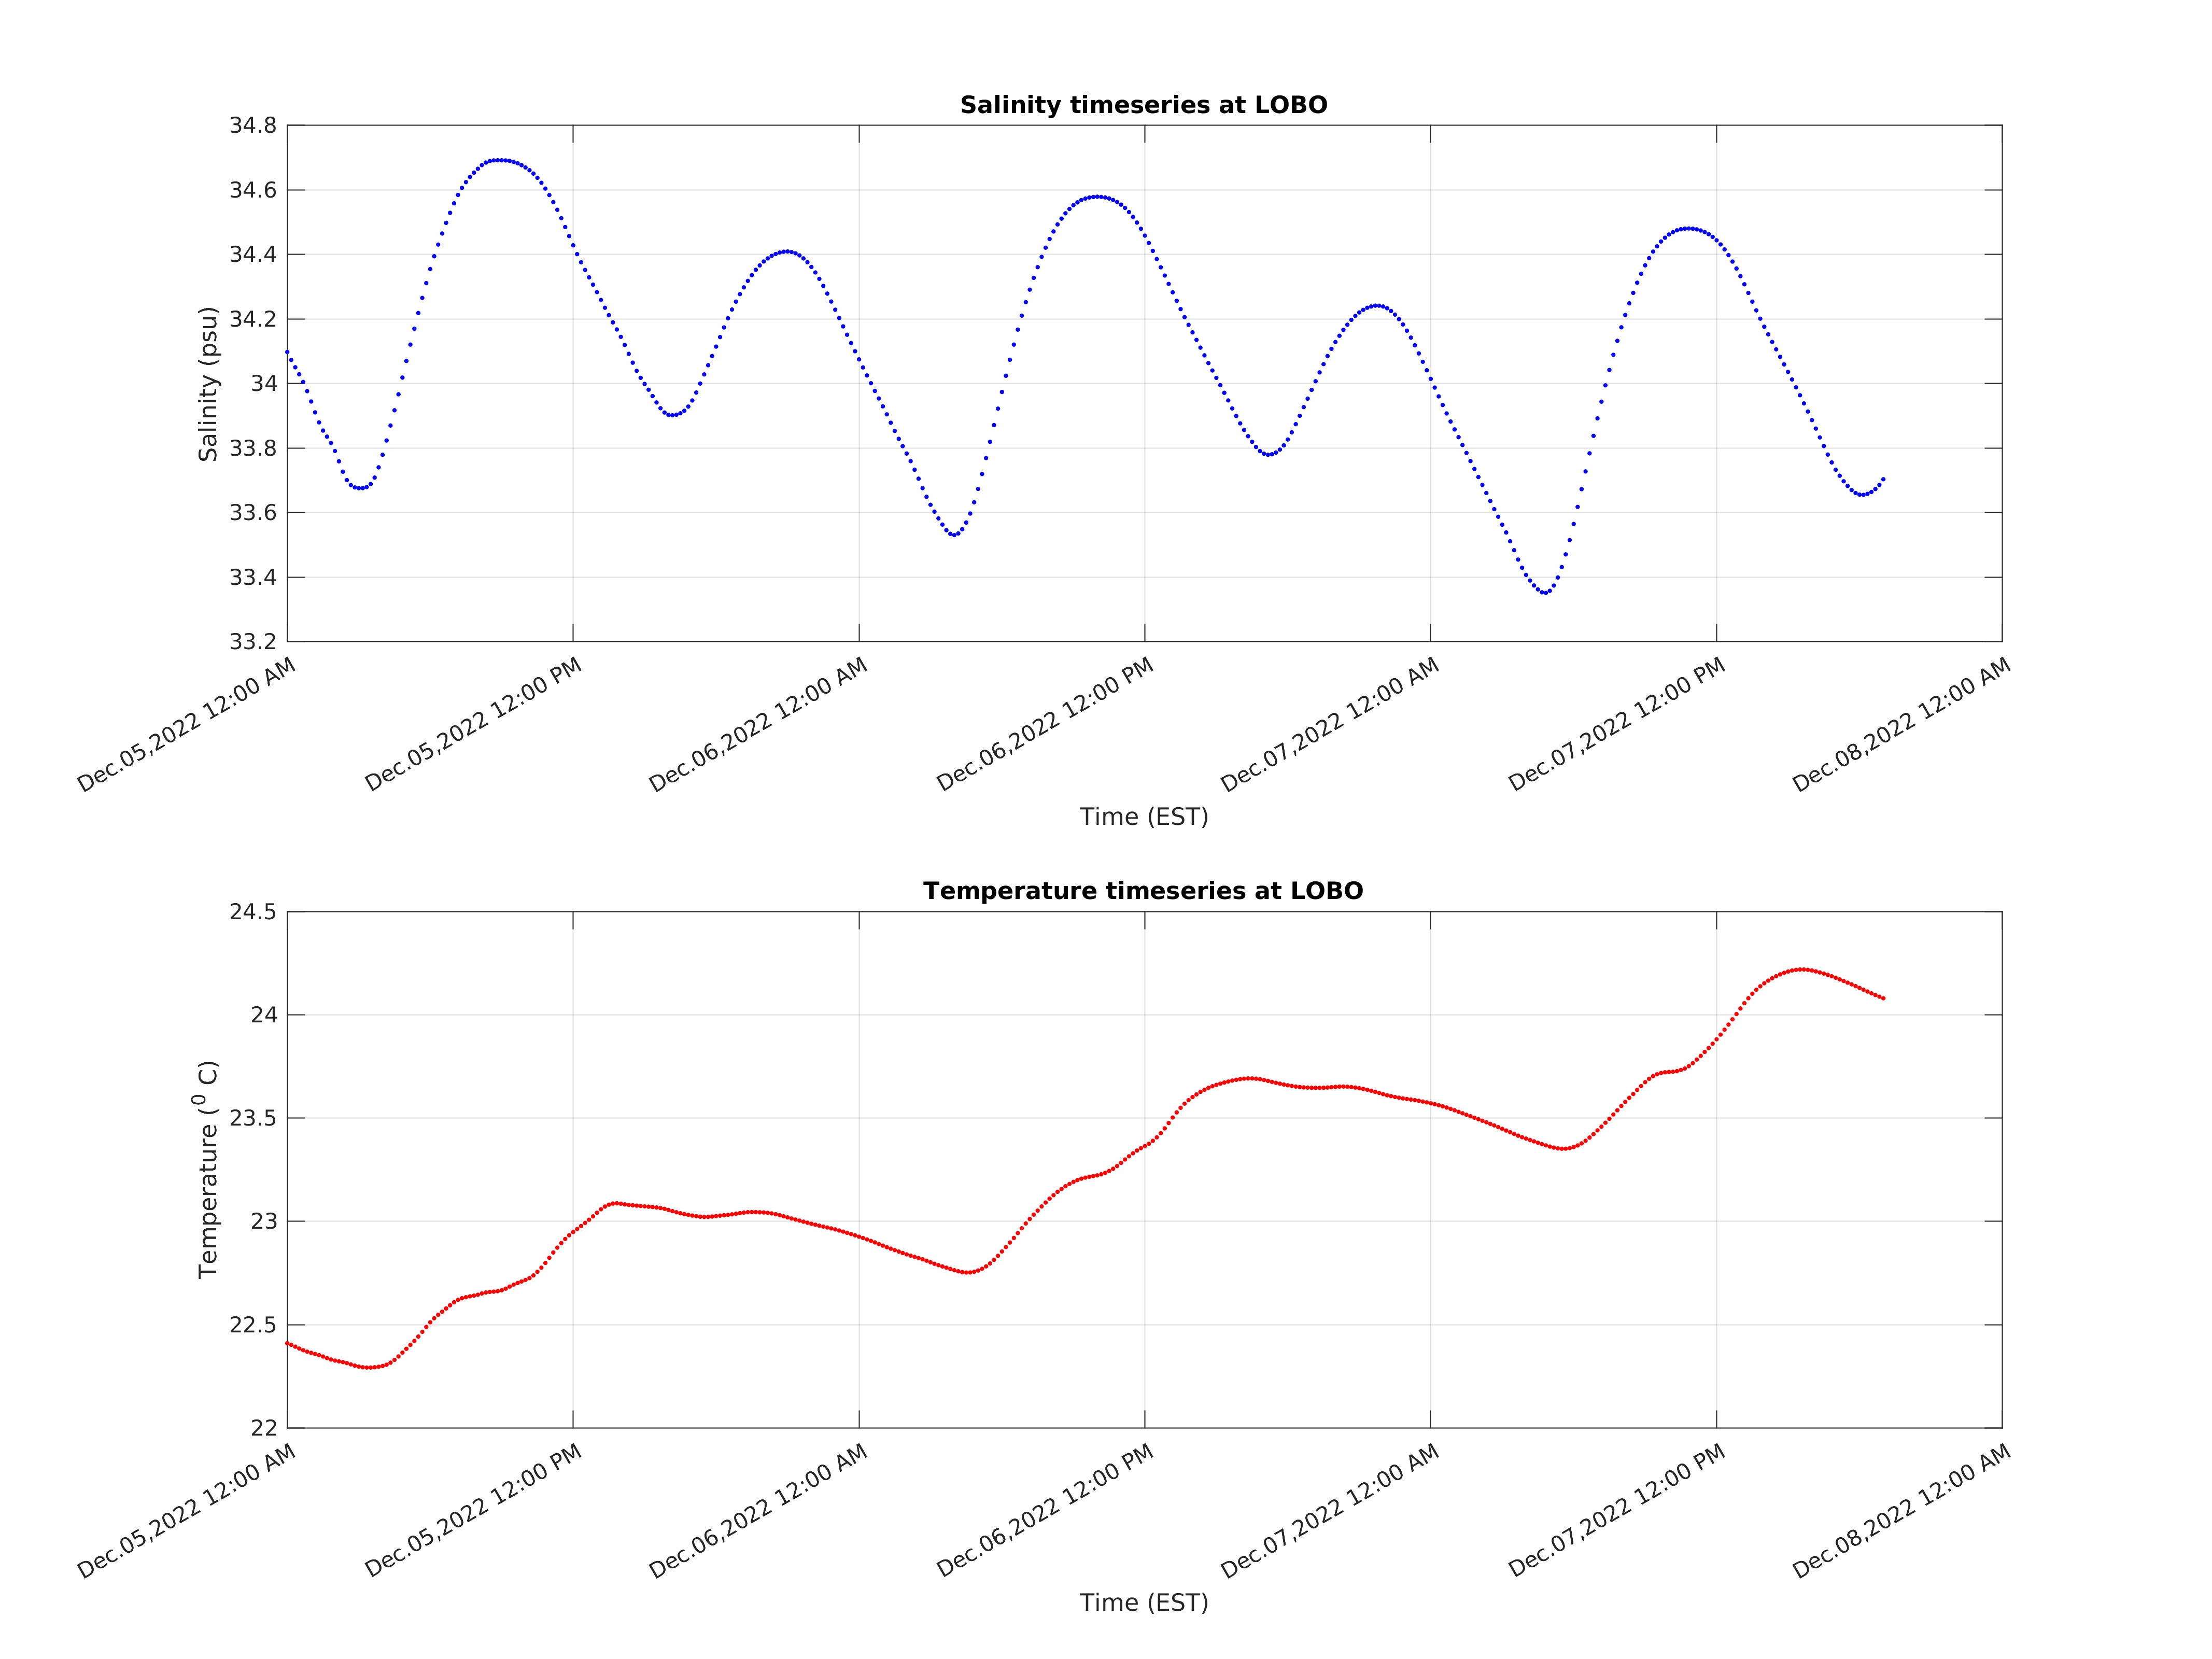 Salinity timeseries at LOBO
34.8
34.6
34.4
34.2
34
33.8
33.6
33.4
33.2
Salinity (psu)
Dec.05,2022 12:00 AM
Dec.05,2022 12:00 PM
Dec.06,2022 12:00 AM
Dec.06,2022 12:00 PM
Dec.07,2022 12:00 AM
Dec.07,2022 12:00 PM
Dec.08,2022 12:00 AM
Time (EST)
Temperature timeseries at LOBO
24.5
24
23.5
23
22.5
22
Temperature (⁰ C)
Dec.05,2022 12:00 AM
Dec.05,2022 12:00 PM
Dec.06,2022 12:00 AM
Dec.06,2022 12:00 PM
Dec.07,2022 12:00 AM
Dec.07,2022 12:00 PM
Dec.08,2022 12:00 AM
Time (EST)